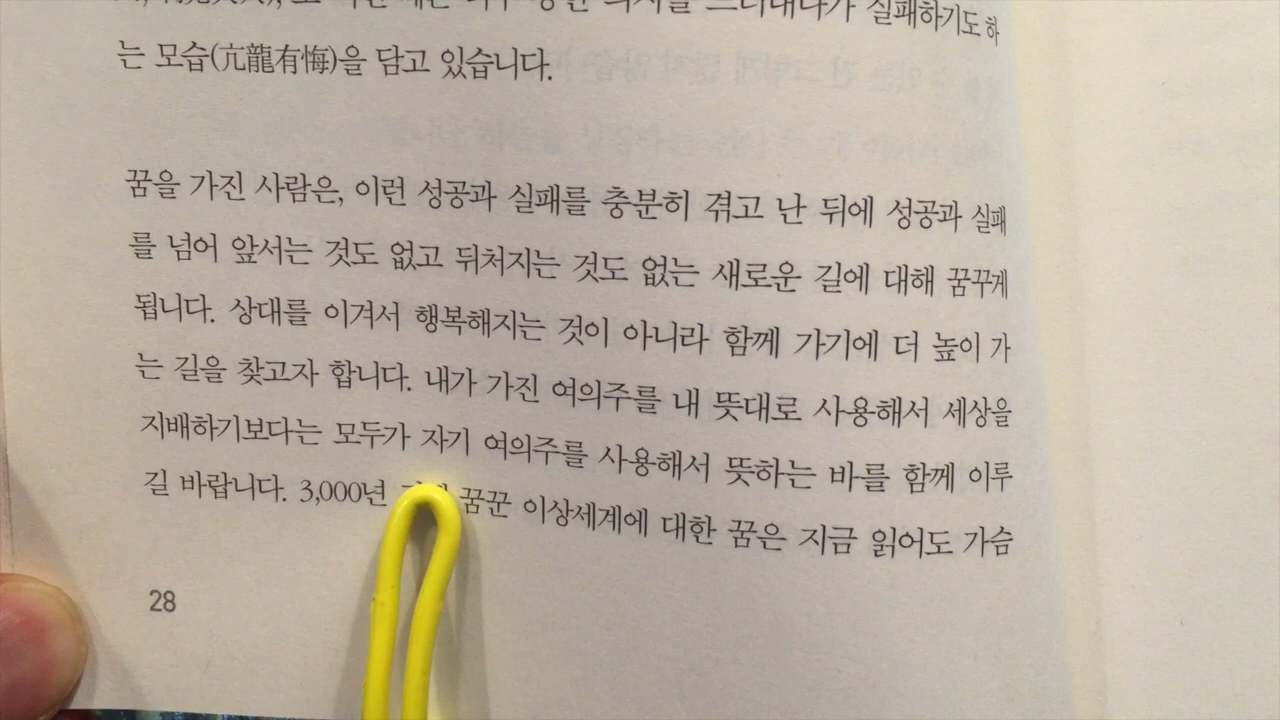 실패하기도 하
는 모습(亢龍有悔)을 담고 있습니다.
꿈을 가진 사람은, 이런 성공과 실패를 충분히 겪고 난 뒤에 성공과 실패
를 넘어 앞서는 것도 없고 뒤처지는 것도 없는 새로운 길에 대해 꿈꾸게
됩니다. 상대를 이겨서 행복해지는 것이 아니라 함께 가기에 더 높이 가
는 길을 찾고자 합니다. 내가 가진 여의주를 내 뜻대로 사용해서 세상을
지배하기보다는 모두가 자기 여의주를 사용해서 뜻하는 바를 함께 이루
길 바랍니다. 3,000년 꿈꾼 이상세계에 대한 꿈은 지금 읽어도 가슴
28